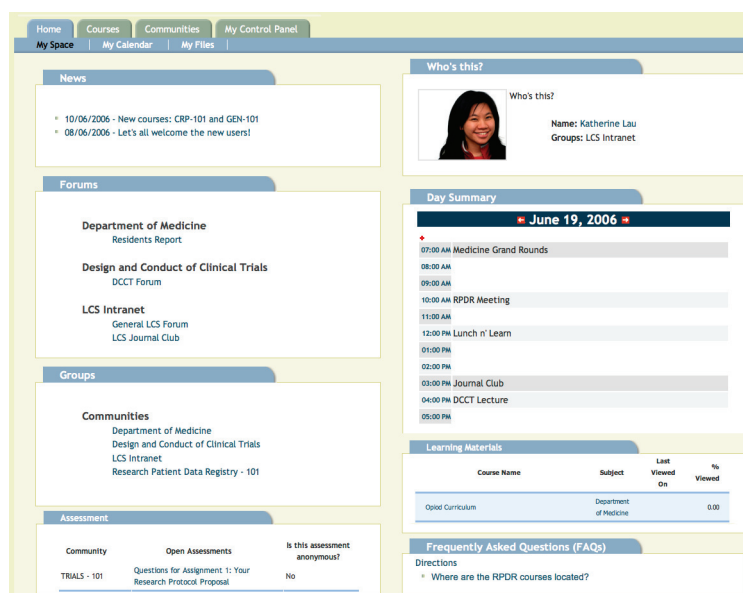 Home Courses Communities My Control Panel
My Space My Calendar My Files
News
10/06/2006 - New courses: CRP-101 and GEN-101
08/06/2006 - Let's all welcome the new users!
Forums
Department of Medicine
Residents Report
Design and Conduct of Clinical Trials
DCCT Forum
LCS Intranet
General LCS Forum
LCS Journal Club
Groups
Communities
Department of Medicine
Design and Conduct of Clinical Trials
LCS Intranet
Research Patient Data Registry - 101
Assessment
Community Open Assessments Is this assessment
anonymous?
TRIALS - 101 Questions for Assignment 1: Your
Research Protocol Proposal No
Who's this?
Who's this?
Name: Katherine Lau
Groups: LCS Intranet
Day Summary
June 19, 2006
07:00 AM Medicine Grand Rounds
08:00 AM
09:00 AM
10:00 AM RPDR Meeting
11:00 AM
12:00 PM Lunch n' Learn
01:00 PM
02:00 PM
03:00 PM Journal Club
04:00 PM DCCT Lecture
05:00 PM
Learning Materials
Course Name Subject Last
Viewed
On %
Viewed
Opiod Curriculum Department
of Medicine 0.00
Frequently Asked Questions (FAQs)
Directions
Where are the RPDR courses located?